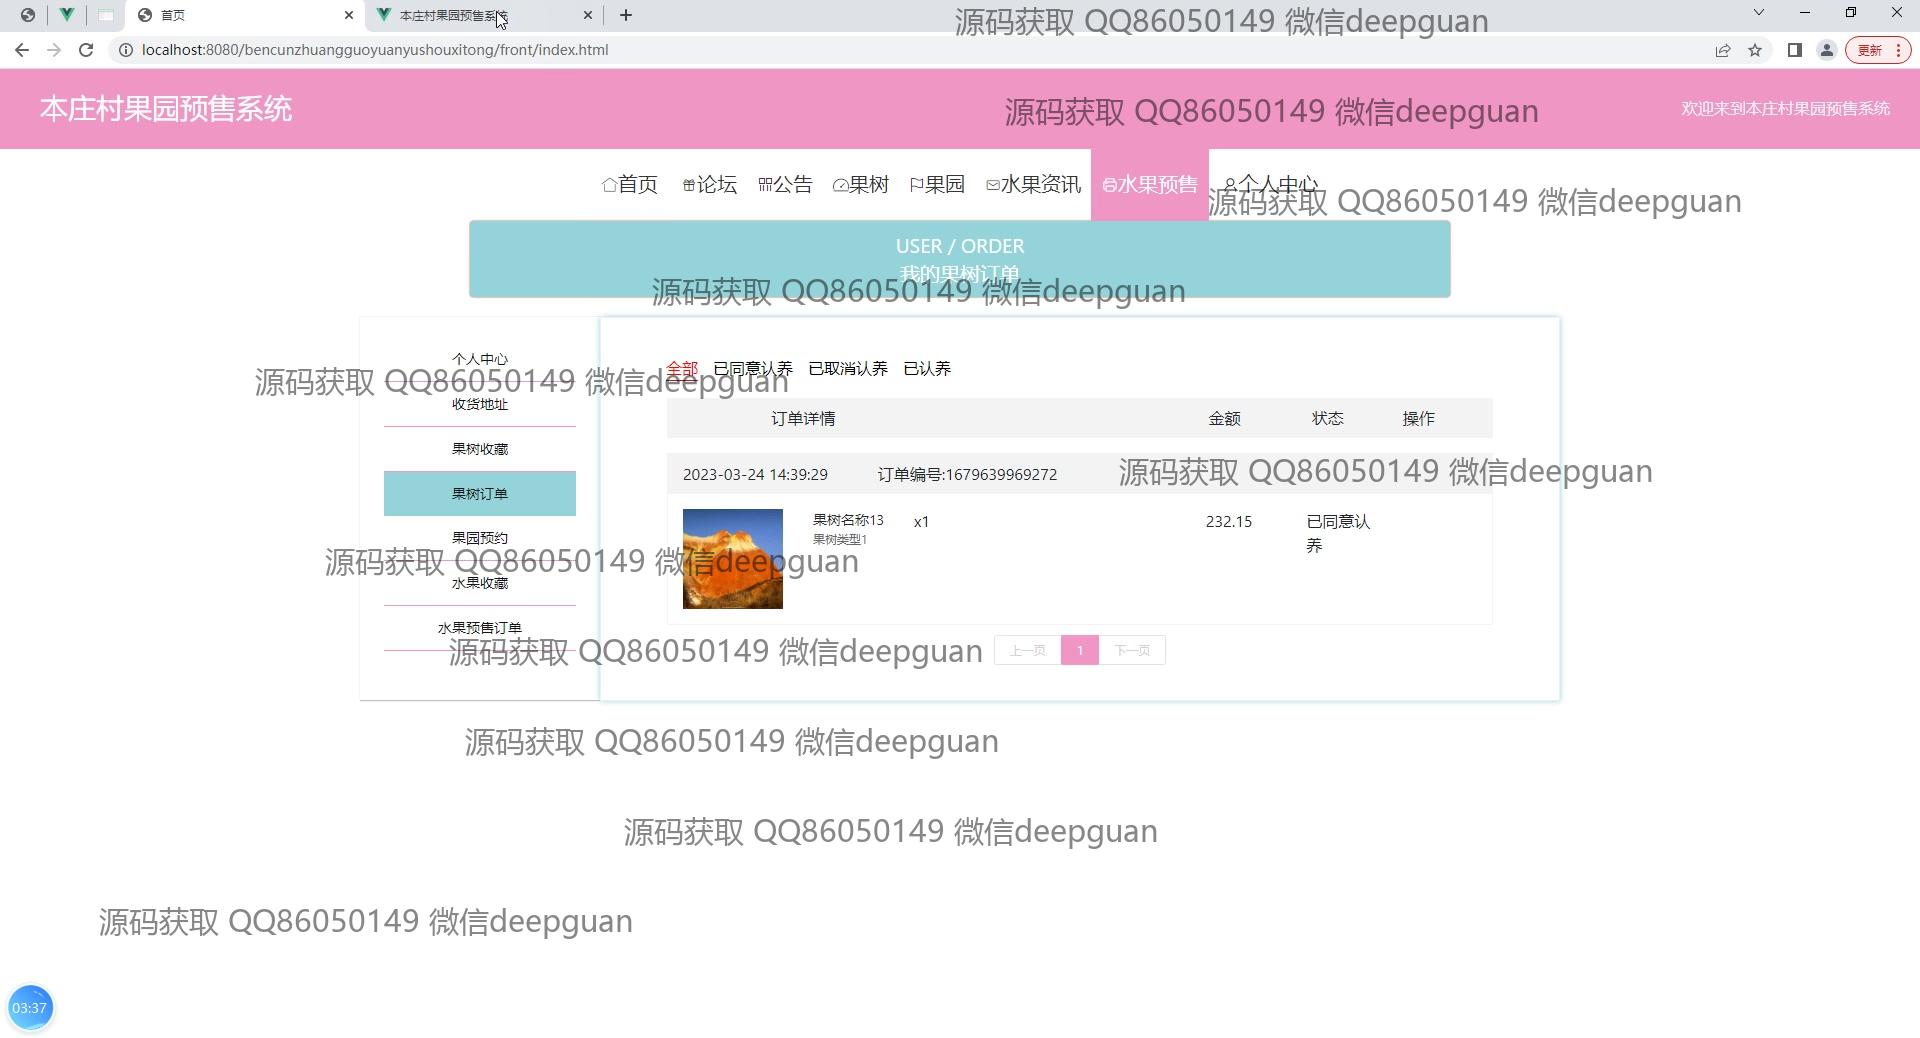 首页
本庄村果园预售系统
源码获取 QQ86050149 微信deepguan
localhost:8080/bencunzhuangguoyuanyushouxitong/front/index.html
更新
本庄村果园预售系统
源码获取 QQ86050149 微信deepguan
欢迎来到本庄村果园预售系统
首页 论坛 公告 果树 果园 水果资讯 水果预售 个人中心
源码获取 QQ86050149 微信deepguan
USER / ORDER
我的果树订单
源码获取 QQ86050149 微信deepguan
个人中心
源码获取 QQ86050149 微信deepguan
收货地址
果树收藏
果树订单
果园预约
源码获取 QQ86050149 微信deepguan
水果收藏
水果预售订单
源码获取 QQ86050149 微信deepguan
全部 已同意认养 已取消认养 已认养
订单详情 金额 状态 操作
2023-03-24 14:39:29 订单编号:1679639969272
源码获取 QQ86050149 微信deepguan
果树名称13 x1 232.15 已同意认
果树类型1 养
上一页 1 下一页
源码获取 QQ86050149 微信deepguan
源码获取 QQ86050149 微信deepguan
源码获取 QQ86050149 微信deepguan
03:37